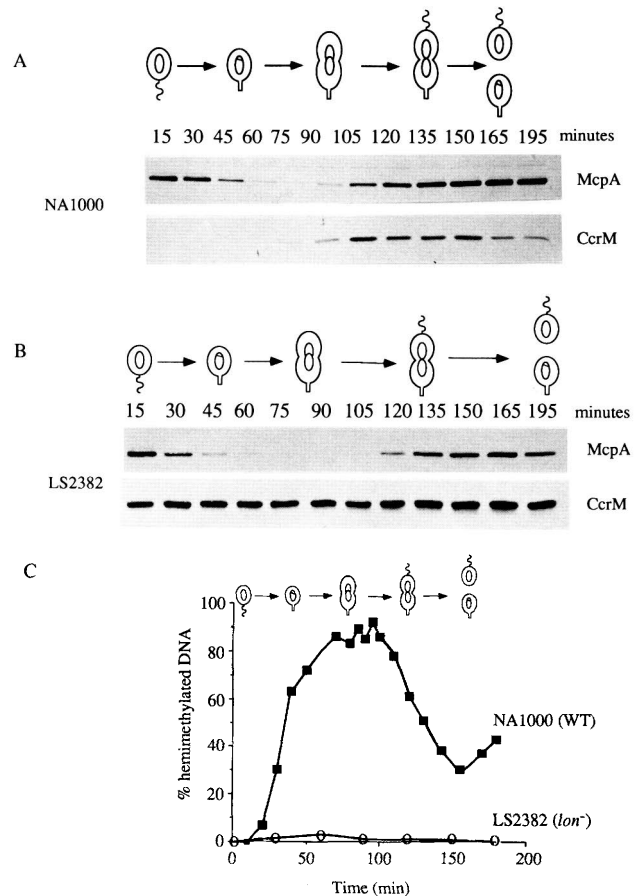 A
15 30 45 60 75 90 105 120 135 150 165 195 minutes
McpA
NA1000
CcrM
B
15 30 45 60 75 90 105 120 135 150 165 195 minutes
McpA
LS2382
CcrM
C
100
80
60
40
20
0
% hemimethylated DNA
NA1000 (WT)
LS2382 (lon-)
0 50 100 150 200
Time (min)